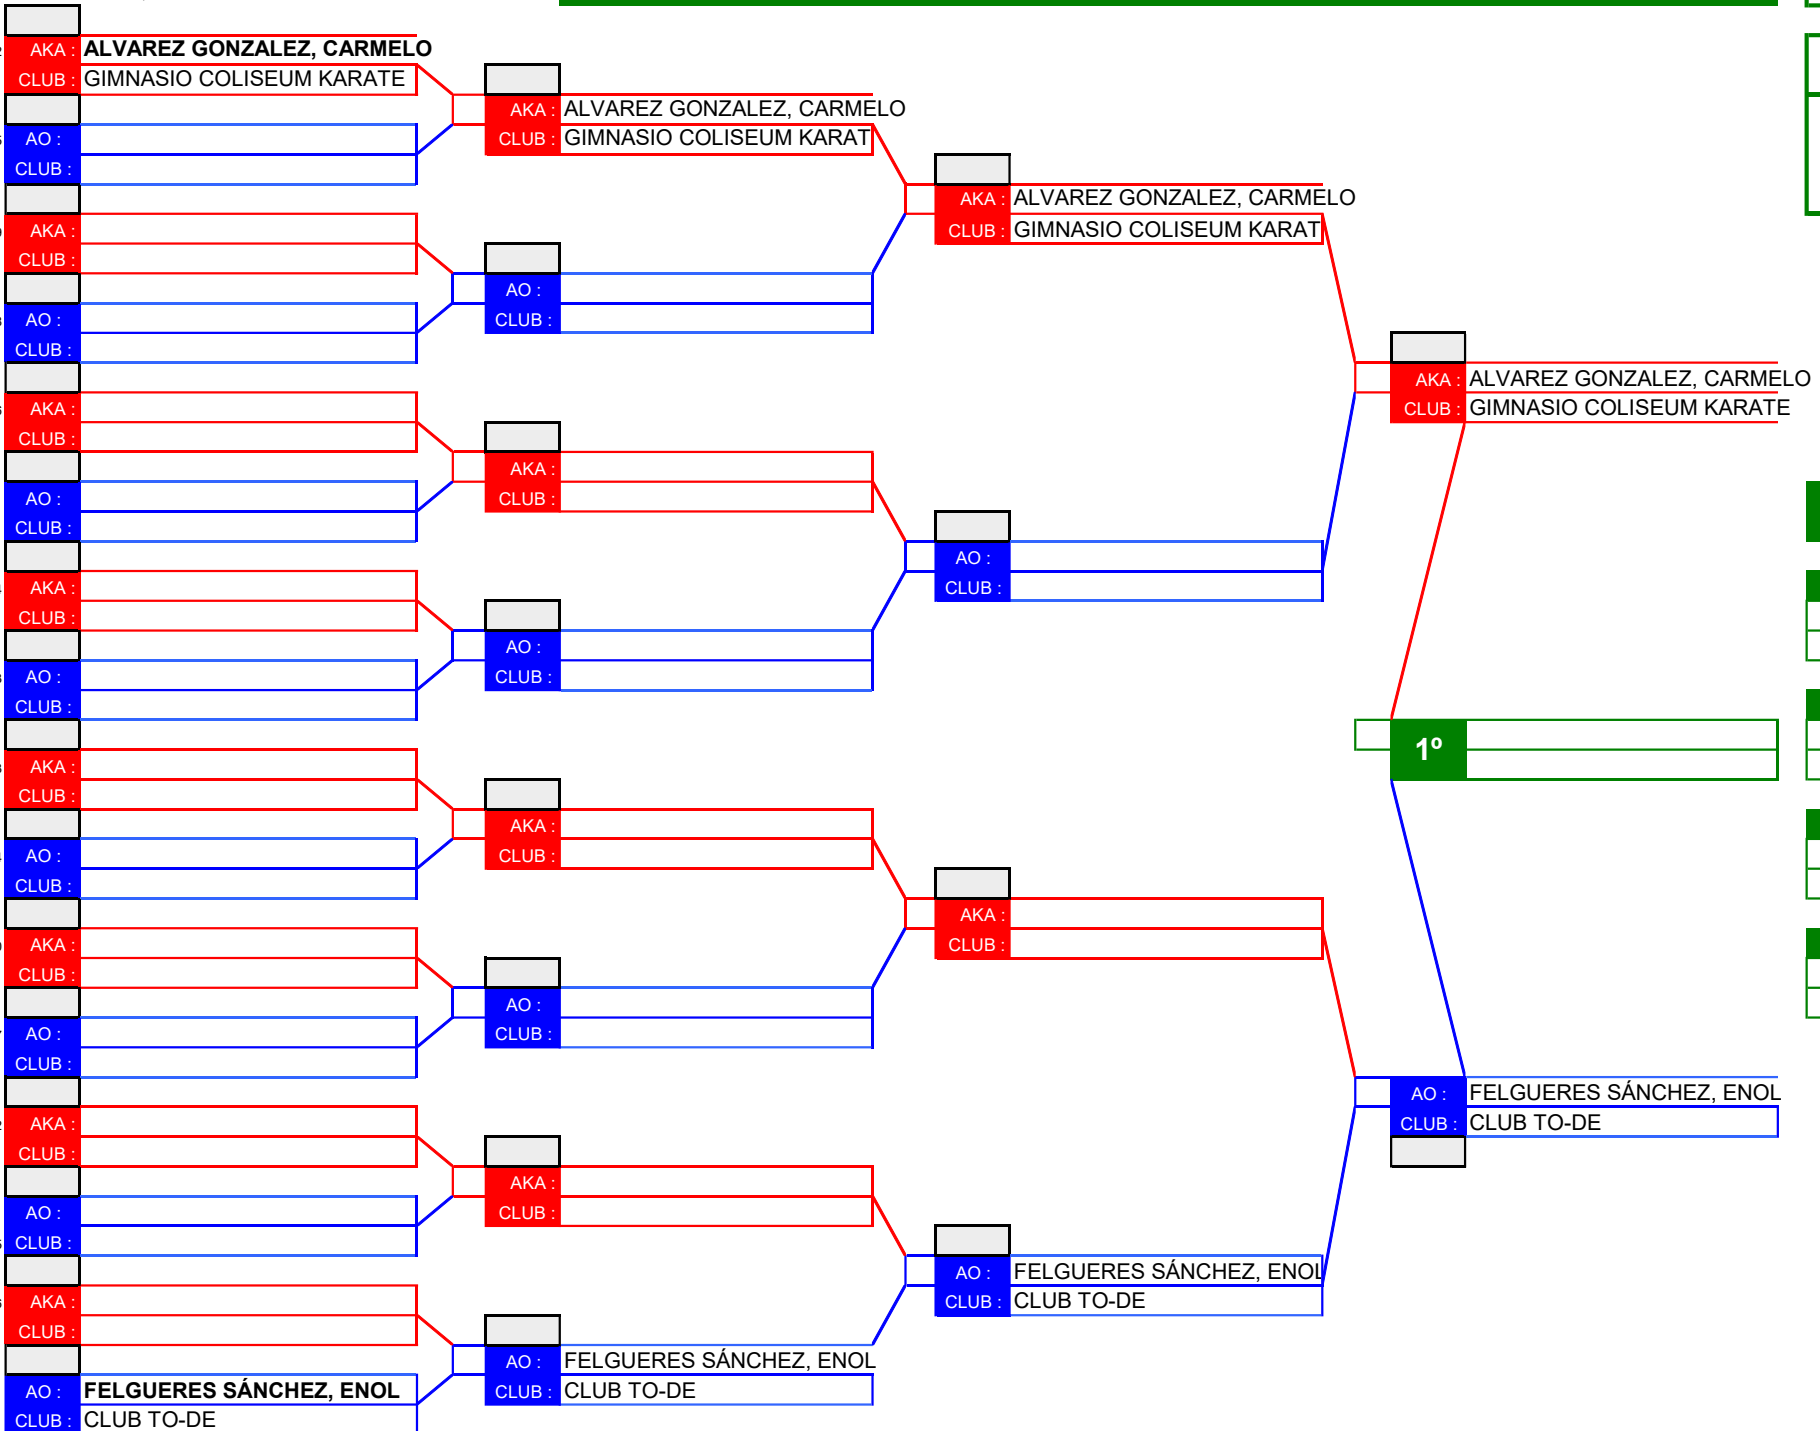 AKA : ALVAREZ GONZALEZ, CARMELO
CLUB : GIMNASIO COLISEUM KARATE
AO :
CLUB :
AKA :
CLUB :
AO :
CLUB :
AKA :
CLUB :
AO :
CLUB :
AKA :
CLUB :
AO :
CLUB :
AKA :
CLUB :
AO :
CLUB :
AKA :
CLUB :
AO :
CLUB :
AKA :
CLUB :
AO :
CLUB :
AKA :
CLUB :
AO : FELGUERES SÁNCHEZ, ENOL
CLUB : CLUB TO-DE
AKA : ALVAREZ GONZALEZ, CARMELO
CLUB : GIMNASIO COLISEUM KARAT
AO :
CLUB :
AKA :
CLUB :
AO :
CLUB :
AKA :
CLUB :
AO :
CLUB :
AKA :
CLUB :
AO : FELGUERES SÁNCHEZ, ENOL
CLUB : CLUB TO-DE
AKA : ALVAREZ GONZALEZ, CARMELO
CLUB : GIMNASIO COLISEUM KARAT
AO :
CLUB :
AKA :
CLUB :
AO : FELGUERES SÁNCHEZ, ENOL
CLUB : CLUB TO-DE
AKA : ALVAREZ GONZALEZ, CARMELO
CLUB : GIMNASIO COLISEUM KARATE
1º
AO : FELGUERES SÁNCHEZ, ENOL
CLUB : CLUB TO-DE